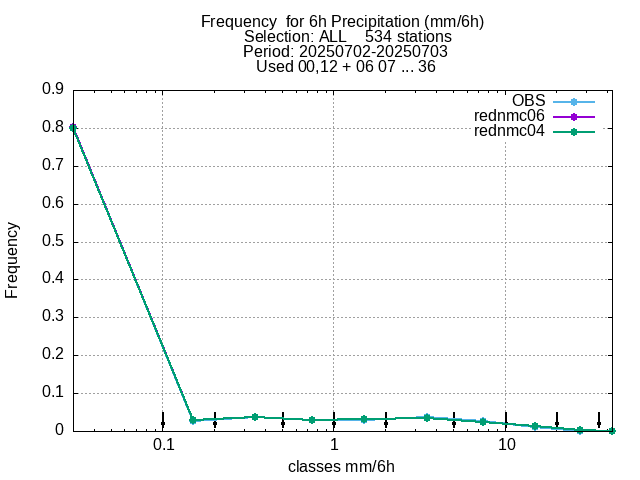 Frequency  for 6h Precipitation (mm/6h)
Selection: ALL    534 stations
Period: 20250702-20250703
Used 00,12 + 06 07 ... 36
OBS
rednmc06
rednmc04
0.9
0.8
0.7
0.6
0.5
0.4
0.3
0.2
0.1
0
Frequency
0.1 1 10
classes mm/6h